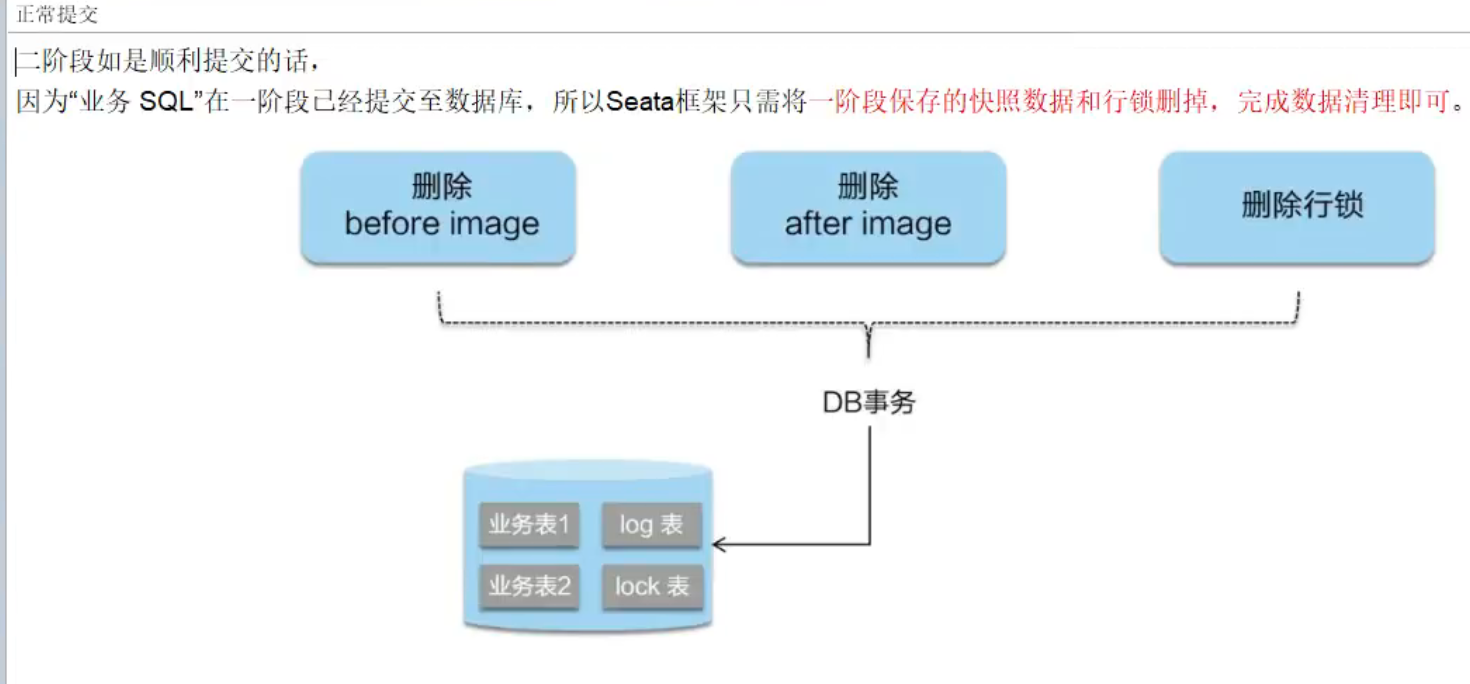 正常提交
二阶段如是顺利提交的话，
因为“业务 SQL”在一阶段已经提交至数据库，所以Seata框架只需将一阶段保存的快照数据和行锁删掉，完成数据清理即可。
删除
before image
删除
after image
删除行锁
DB事务
业务表1
log 表
业务表2
lock 表